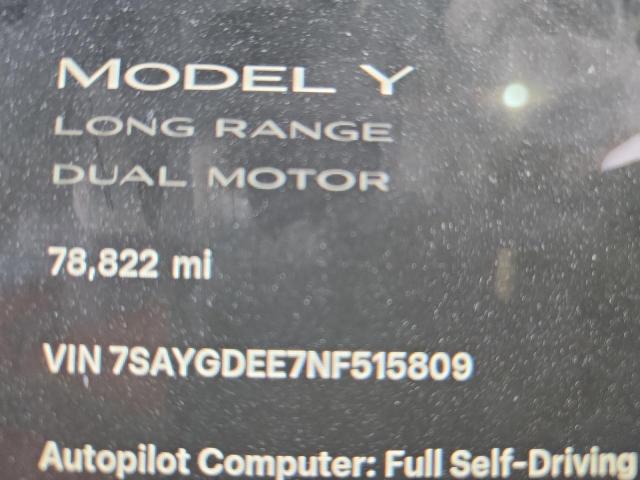 MODEL Y
LONG RANGE
DUAL MOTOR
78,822 mi
VIN 7SAYGDEE7NF515809
Autopilot Computer: Full Self-Driving